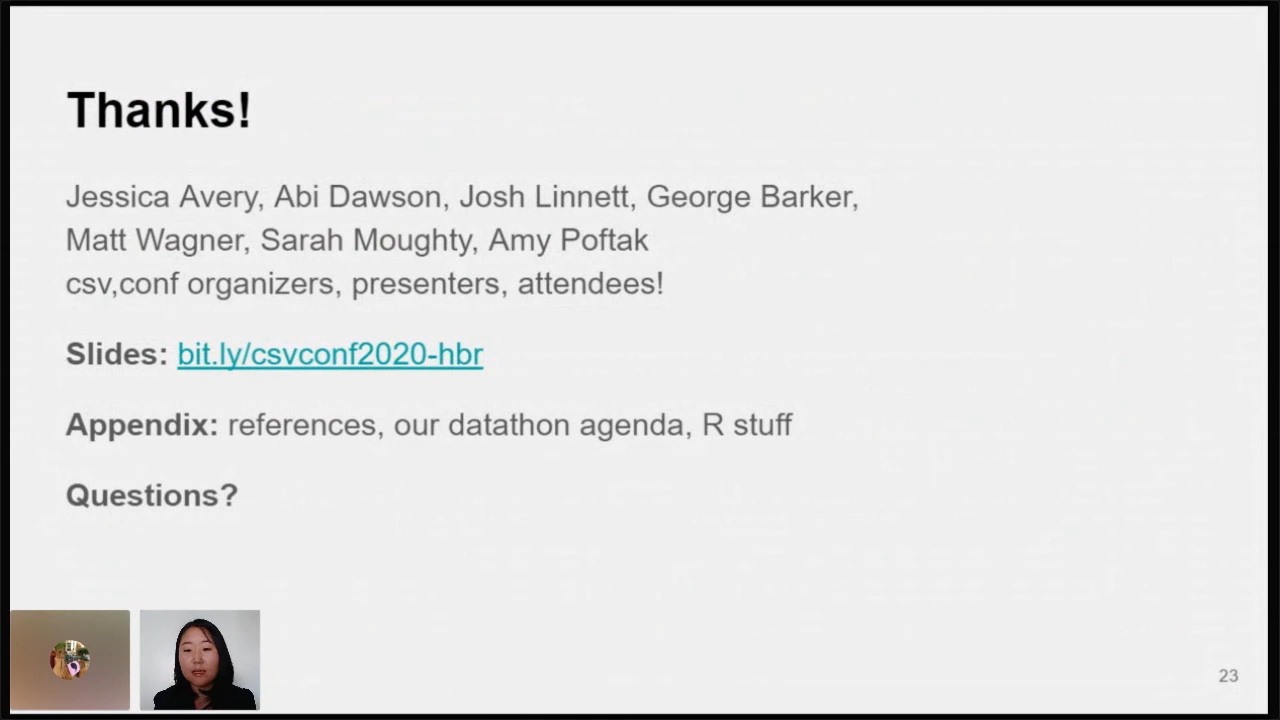 Thanks!
Jessica Avery, Abi Dawson, Josh Linnett, George Barker,
Matt Wagner, Sarah Moughty, Amy Poftak
csv,conf organizers, presenters, attendees!
Slides: bit.ly/csvconf2020-hbr
Appendix: references, our datathon agenda, R stuff
Questions?
23